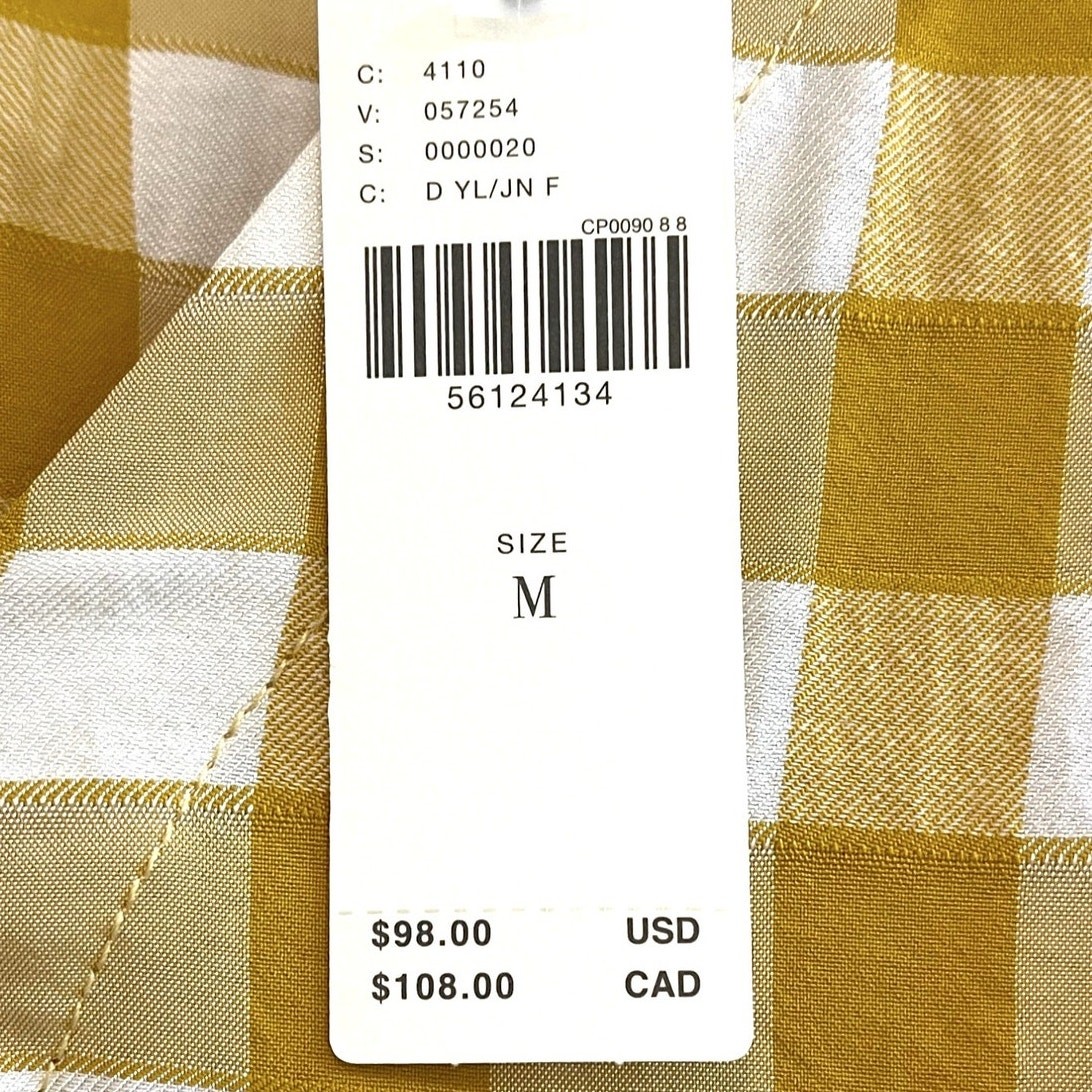 C: 4110
V: 057254
S: 0000020
C: D YL/JN F
CP0090 8 8
56124134
SIZE
M
$98.00 USD
$108.00 CAD